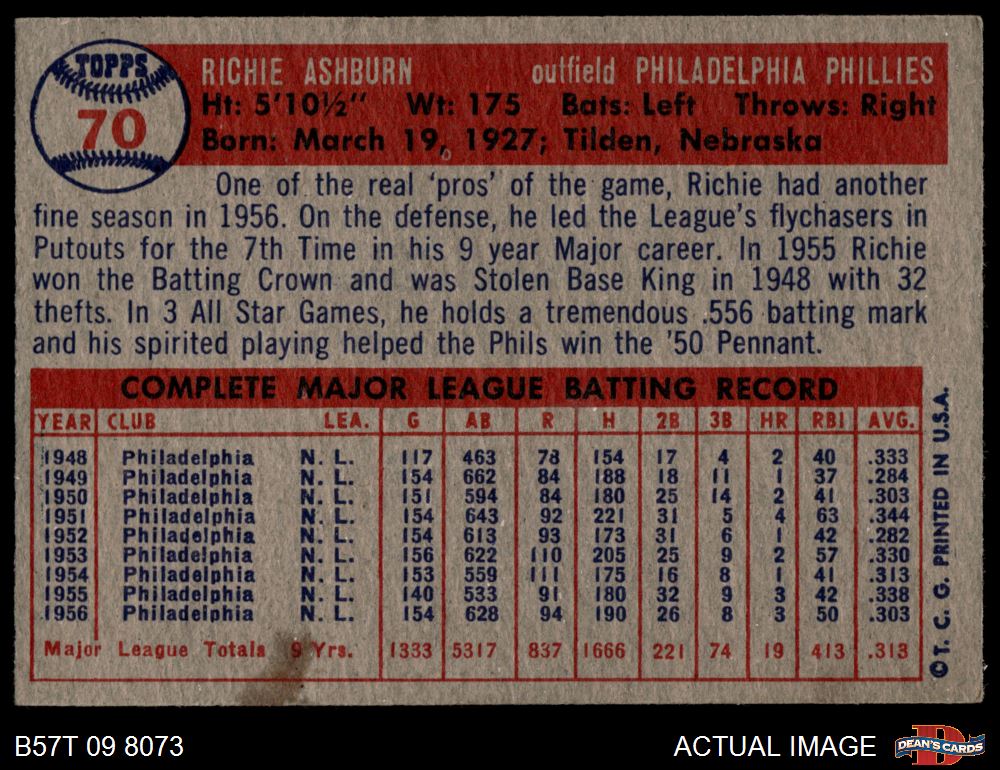 TOPPS
70
RICHIE ASHBURN outfield PHILADELPHIA PHILLIES
Ht: 5'10½" Wt: 175 Bats: Left Throws: Right
Born: March 19, 1927; Tilden, Nebraska
One of the real 'pros' of the game, Richie had another
fine season in 1956. On the defense, he led the League's flychasers in
Putouts for the 7th Time in his 9 year Major career. In 1955 Richie
won the Batting Crown and was Stolen Base King in 1948 with 32
thefts. In 3 All Star Games, he holds a tremendous .556 batting mark
and his spirited playing helped the Phils win the '50 Pennant.
COMPLETE MAJOR LEAGUE BATTING RECORD
YEAR CLUB LEA. G AB R H 2B 3B HR RBI AVG.
1948 Philadelphia N. L. 117 463 78 154 17 4 2 40 .333
1949 Philadelphia N. L. 154 662 84 188 18 11 1 37 .284
1950 Philadelphia N. L. 151 594 84 180 25 14 2 41 .303
1951 Philadelphia N. L. 154 643 92 221 31 5 4 63 .344
1952 Philadelphia N. L. 154 613 93 173 31 6 1 42 .282
1953 Philadelphia N. L. 156 622 110 205 25 9 2 57 .330
1954 Philadelphia N. L. 153 559 111 175 16 8 1 41 .313
1955 Philadelphia N. L. 140 533 91 180 32 9 3 42 .338
1956 Philadelphia N. L. 154 628 94 190 26 8 3 50 .303
Major League Totals 9 Yrs. 1333 5317 837 1666 221 74 19 413 .313
©T. C. G. PRINTED IN U.S.A.
B57T 09 8073
ACTUAL IMAGE
DEAN'S CARDS